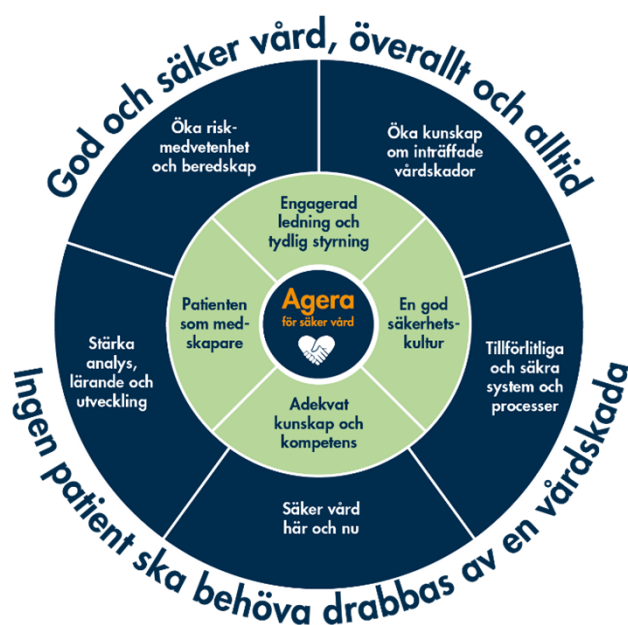 God och säker vård, överallt och alltid
Öka risk-
medvetenhet
och beredskap
Öka kunskap
om inträffade
vårdskador
Engagerad
ledning och
tydlig styrning
Patienten
som med-
skapare
Agera
för säker vård
En god
säkerhets-
kultur
Stärka
analys,
lärande och
utveckling
Tillförlitliga
och säkra
system och
processer
Adekvat
kunskap och
kompetens
Säker vård
här och nu
Ingen patient ska behöva drabbas av en vårdskada